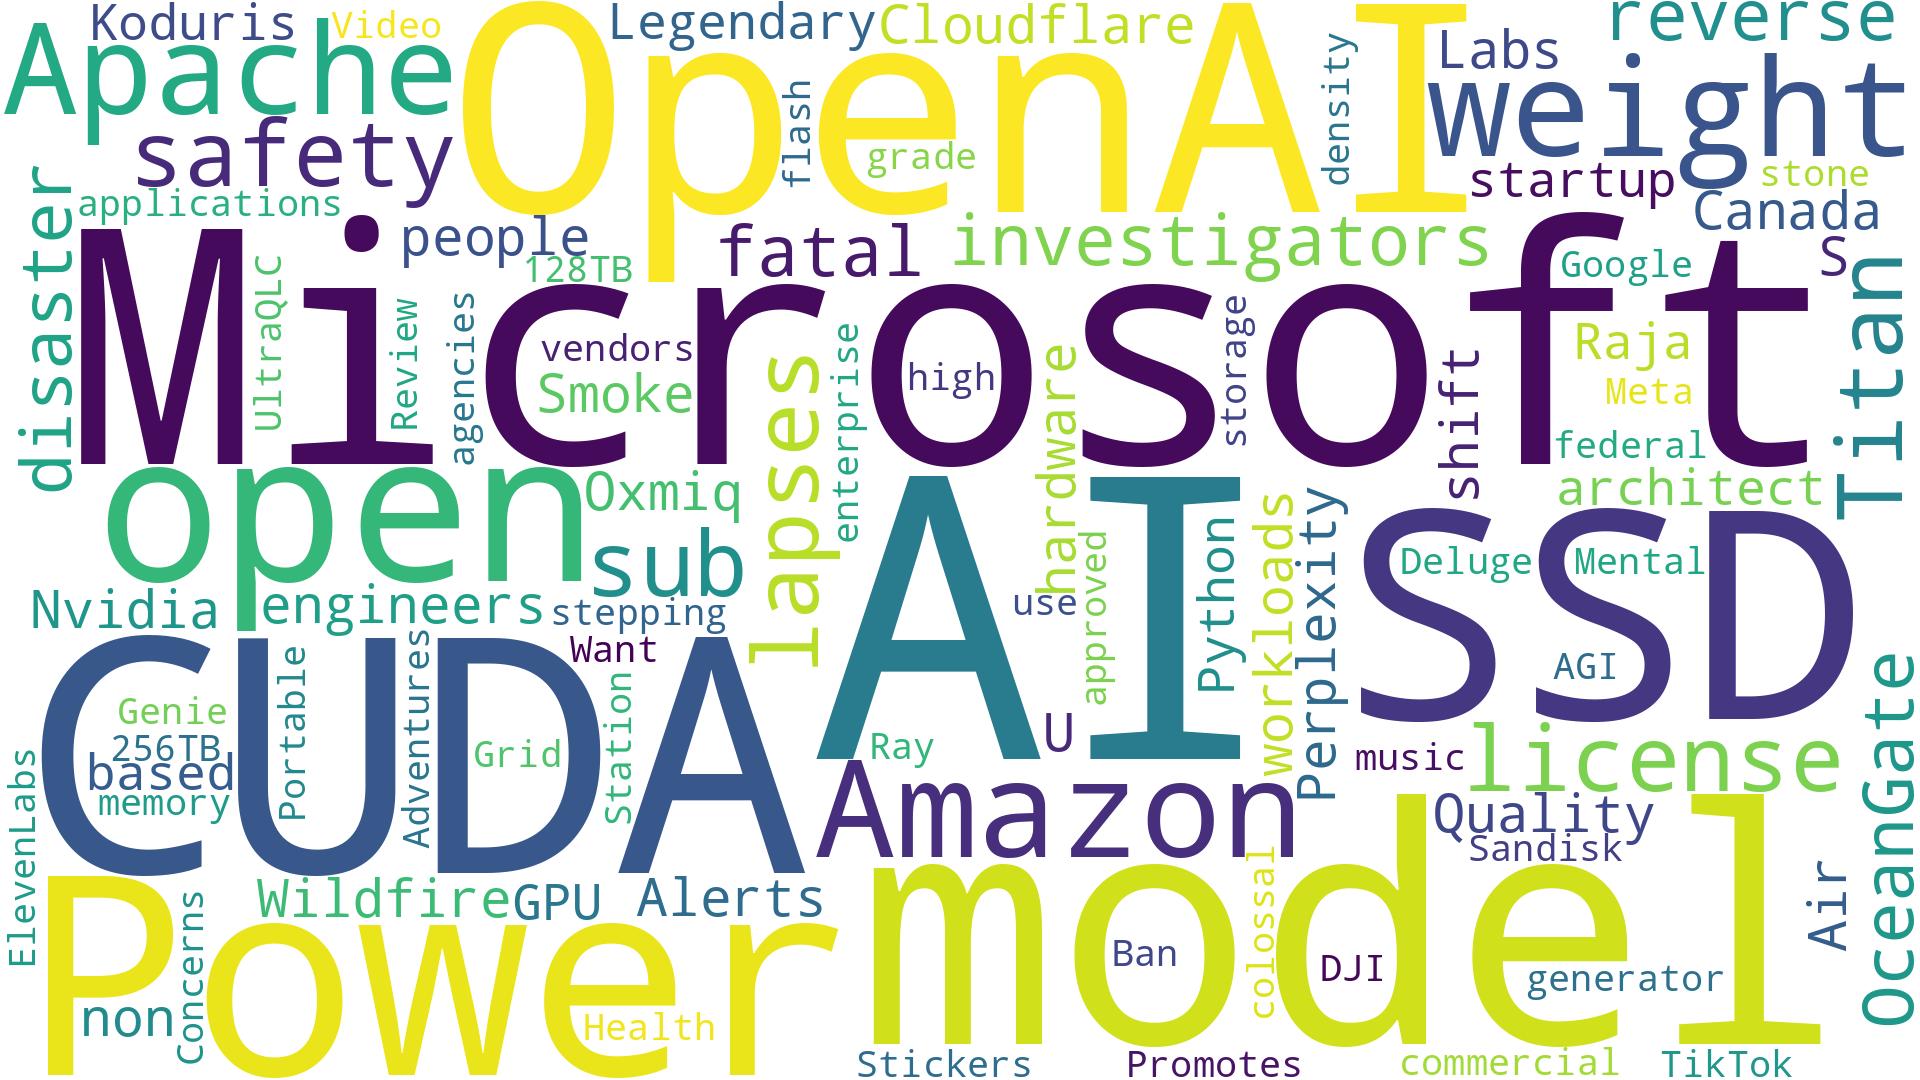 Koduris
Video
OpenAI
Legendary
Cloudflare
reverse
Apache
Labs
weight
flash
density
safety
grade
startup
stone
disaster
applications
people
fatal
investigators
Canada
Microsoft
128TB
Google
S
Titan
UltraQLC
Review
agencies
vendors
Smoke
high
enterprise
storage
hardware
shift
Raja
Meta
lapses
open
Oxmiq
federal
architect
AI
SSD
sub
Python
workloads
Perplexity
Deluge
Mental
approved
Nvidia
engineers
stepping
use
CUDA
Want
AGI
Portable
Adventures
Station
Genie
256TB
based
memory
Grid
Ray
U
music
license
OceanGate
ElevenLabs
Amazon
Quality
Sandisk
model
Power
Wildfire
GPU
Alerts
colossal
Air
Concerns
non
Health
Ban
DJI
generator
Stickers
Promotes
commercial
TikTok